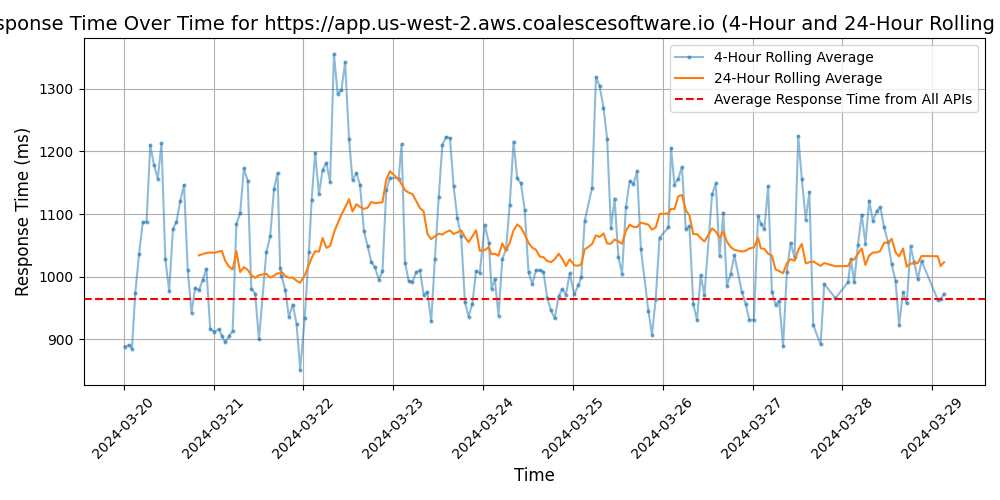 sponse Time Over Time for https://app.us-west-2.aws.coalescesoftware.io (4-Hour and 24-Hour Rolling
4-Hour Rolling Average
24-Hour Rolling Average
Average Response Time from All APIs
Response Time (ms)
1300
1200
1100
1000
900
2024-03-20
2024-03-21
2024-03-22
2024-03-23
2024-03-24
2024-03-25
2024-03-26
2024-03-27
2024-03-28
2024-03-29
Time